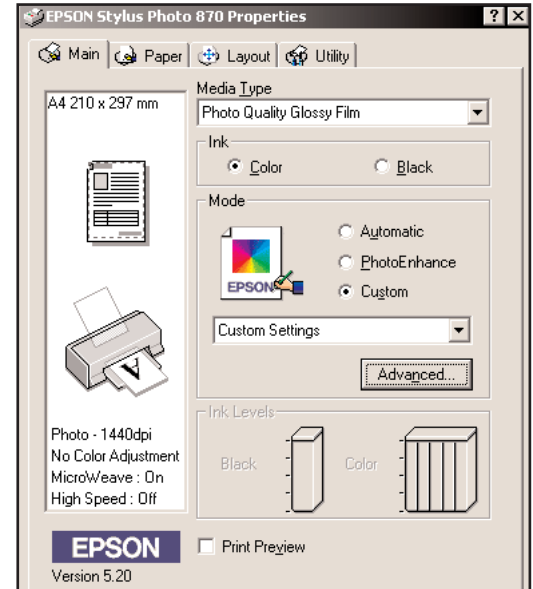 EPSON Stylus Photo 870 Properties
Main Paper Layout Utility
A4 210 x 297 mm
Photo - 1440dpi
No Color Adjustment
MicroWeave : On
High Speed : Off
EPSON
Version 5.20
Media Type
Photo Quality Glossy Film
Ink
Color Black
Mode
EPSON
Automatic
PhotoEnhance
Custom
Custom Settings
Advanced...
Ink Levels
Black Color
Print Preview